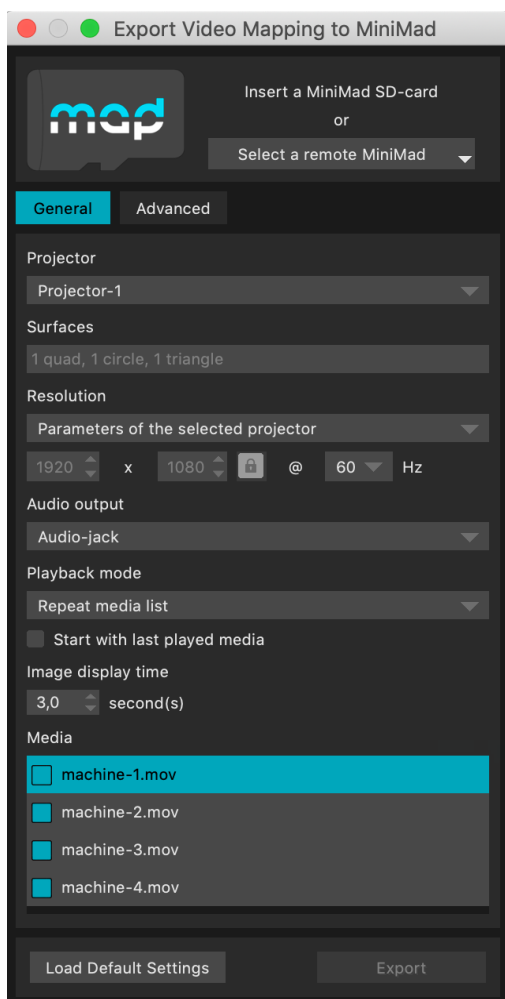 Export Video Mapping to MiniMad
map
Insert a MiniMad SD-card
or
Select a remote MiniMad
General Advanced
Projector
Projector-1
Surfaces
1 quad, 1 circle, 1 triangle
Resolution
Parameters of the selected projector
1920 x 1080 @ 60 Hz
Audio output
Audio-jack
Playback mode
Repeat media list
Start with last played media
Image display time
3,0 second(s)
Media
machine-1.mov
machine-2.mov
machine-3.mov
machine-4.mov
Load Default Settings Export